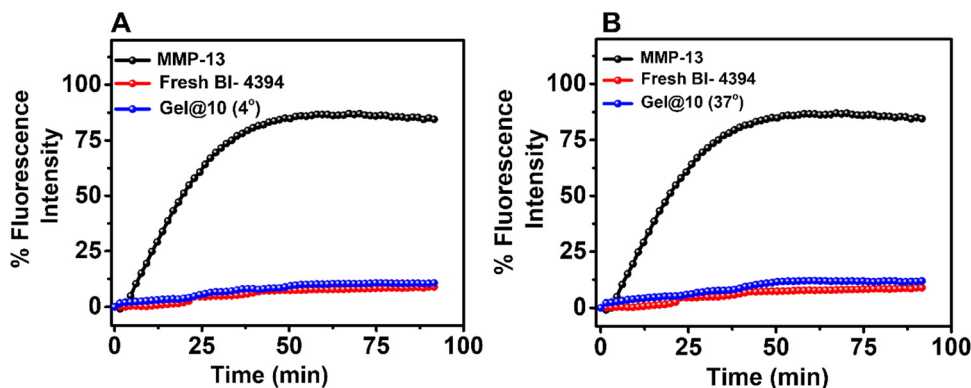 A
MMP-13
Fresh BI- 4394
Gel@10 (4°)
% Fluorescence
Intensity
100
75
50
25
0
0 25 50 75 100
Time (min)
B
MMP-13
Fresh BI- 4394
Gel@10 (37°)
% Fluorescence
Intensity
100
75
50
25
0
0 25 50 75 100
Time (min)